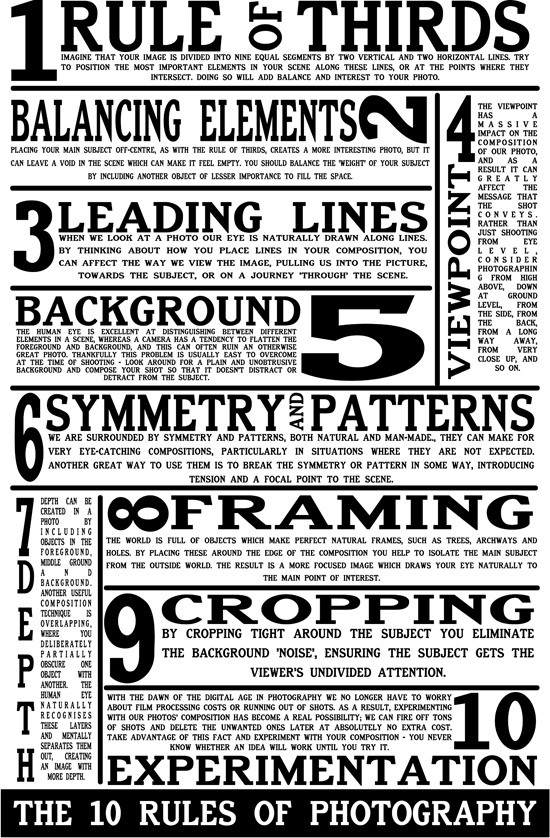 1 RULE OF THIRDS
IMAGINE THAT YOUR IMAGE IS DIVIDED INTO NINE EQUAL SEGMENTS BY TWO VERTICAL AND TWO HORIZONTAL LINES. TRY
TO POSITION THE MOST IMPORTANT ELEMENTS IN YOUR SCENE ALONG THESE LINES, OR AT THE POINTS WHERE THEY
INTERSECT. DOING SO WILL ADD BALANCE AND INTEREST TO YOUR PHOTO.
BALANCING ELEMENTS 2
PLACING YOUR MAIN SUBJECT OFF-CENTRE, AS WITH THE RULE OF THIRDS, CREATES A MORE INTERESTING PHOTO, BUT IT
CAN LEAVE A VOID IN THE SCENE WHICH CAN MAKE IT FEEL EMPTY. YOU SHOULD BALANCE THE 'WEIGHT' OF YOUR SUBJECT
BY INCLUDING ANOTHER OBJECT OF LESSER IMPORTANCE TO FILL THE SPACE.
3 LEADING LINES
WHEN WE LOOK AT A PHOTO OUR EYE IS NATURALLY DRAWN ALONG LINES.
BY THINKING ABOUT HOW YOU PLACE LINES IN YOUR COMPOSITION, YOU
CAN AFFECT THE WAY WE VIEW THE IMAGE, PULLING US INTO THE PICTURE,
TOWARDS THE SUBJECT, OR ON A JOURNEY 'THROUGH' THE SCENE.
4 VIEWPOINT
THE VIEWPOINT
HAS A
MASSIVE
IMPACT ON THE
COMPOSITION
OF OUR PHOTO,
AND AS A
RESULT IT CAN
GREATLY
AFFECT THE
MESSAGE THAT
THE SHOT
CONVEYS.
RATHER THAN
JUST SHOOTING
FROM EYE
LEVEL,
CONSIDER
PHOTOGRAPHIN
G FROM HIGH
ABOVE, DOWN
AT GROUND
LEVEL, FROM
THE SIDE, FROM
THE BACK,
FROM A LONG
WAY AWAY,
FROM VERY
CLOSE UP, AND
SO ON.
BACKGROUND 5
THE HUMAN EYE IS EXCELLENT AT DISTINGUISHING BETWEEN DIFFERENT
ELEMENTS IN A SCENE, WHEREAS A CAMERA HAS A TENDENCY TO FLATTEN THE
FOREGROUND AND BACKGROUND, AND THIS CAN OFTEN RUIN AN OTHERWISE
GREAT PHOTO. THANKFULLY THIS PROBLEM IS USUALLY EASY TO OVERCOME
AT THE TIME OF SHOOTING - LOOK AROUND FOR A PLAIN AND UNOBTRUSIVE
BACKGROUND AND COMPOSE YOUR SHOT SO THAT IT DOESN'T DISTRACT OR
DETRACT FROM THE SUBJECT.
6 SYMMETRY AND PATTERNS
WE ARE SURROUNDED BY SYMMETRY AND PATTERNS, BOTH NATURAL AND MAN-MADE., THEY CAN MAKE FOR
VERY EYE-CATCHING COMPOSITIONS, PARTICULARLY IN SITUATIONS WHERE THEY ARE NOT EXPECTED.
ANOTHER GREAT WAY TO USE THEM IS TO BREAK THE SYMMETRY OR PATTERN IN SOME WAY, INTRODUCING
TENSION AND A FOCAL POINT TO THE SCENE.
7 DEPTH
DEPTH CAN BE
CREATED IN A
PHOTO BY
INCLUDING
OBJECTS IN THE
FOREGROUND,
MIDDLE GROUND
AND
BACKGROUND.
ANOTHER USEFUL
COMPOSITION
TECHNIQUE IS
OVERLAPPING,
WHERE YOU
DELIBERATELY
PARTIALLY
OBSCURE ONE
OBJECT WITH
ANOTHER. THE
HUMAN EYE
NATURALLY
RECOGNISES
THESE LAYERS
AND MENTALLY
SEPARATES THEM
OUT, CREATING
AN IMAGE WITH
MORE DEPTH.
8 FRAMING
THE WORLD IS FULL OF OBJECTS WHICH MAKE PERFECT NATURAL FRAMES, SUCH AS TREES, ARCHWAYS AND
HOLES. BY PLACING THESE AROUND THE EDGE OF THE COMPOSITION YOU HELP TO ISOLATE THE MAIN SUBJECT
FROM THE OUTSIDE WORLD. THE RESULT IS A MORE FOCUSED IMAGE WHICH DRAWS YOUR EYE NATURALLY TO
THE MAIN POINT OF INTEREST.
9 CROPPING
BY CROPPING TIGHT AROUND THE SUBJECT YOU ELIMINATE
THE BACKGROUND 'NOISE', ENSURING THE SUBJECT GETS THE
VIEWER'S UNDIVIDED ATTENTION.
WITH THE DAWN OF THE DIGITAL AGE IN PHOTOGRAPHY WE NO LONGER HAVE TO WORRY
ABOUT FILM PROCESSING COSTS OR RUNNING OUT OF SHOTS. AS A RESULT, EXPERIMENTING
WITH OUR PHOTOS' COMPOSITION HAS BECOME A REAL POSSIBILITY; WE CAN FIRE OFF TONS
OF SHOTS AND DELETE THE UNWANTED ONES LATER AT ABSOLUTELY NO EXTRA COST.
TAKE ADVANTAGE OF THIS FACT AND EXPERIMENT WITH YOUR COMPOSITION - YOU NEVER
KNOW WHETHER AN IDEA WILL WORK UNTIL YOU TRY IT.
10
EXPERIMENTATION
THE 10 RULES OF PHOTOGRAPHY